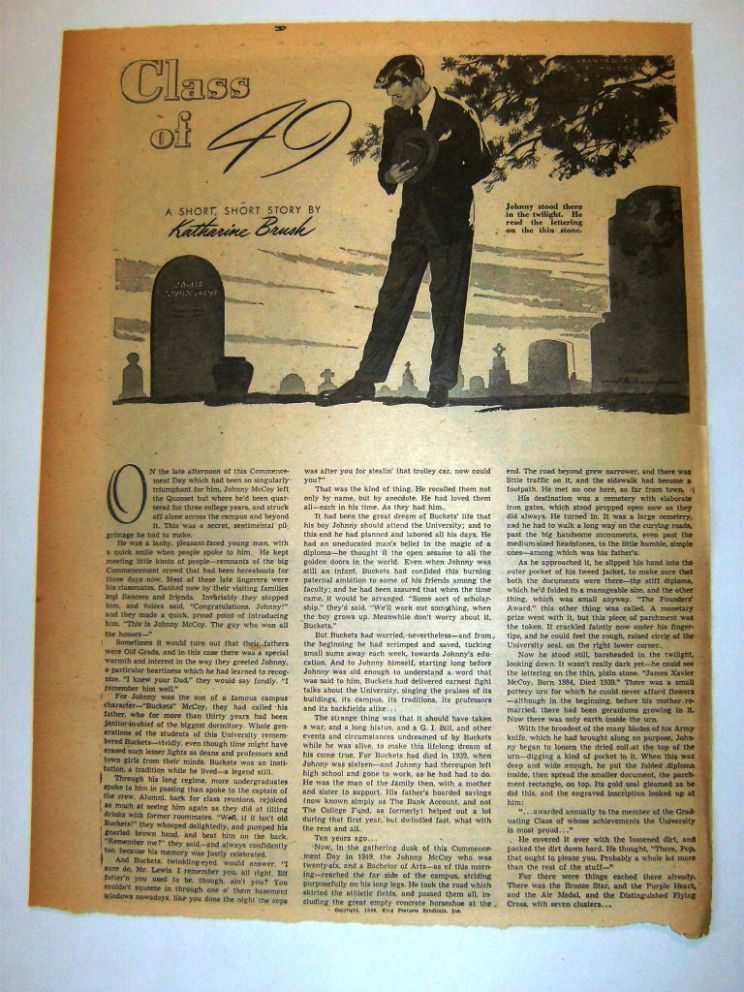 Class
of 49
A SHORT, SHORT STORY BY
Katharine Brush
Johnny stood there
in the twilight. He
read the lettering
on the thin stone.
ON the late afternoon of this Commence-
ment Day which had been so singularly
triumphant for him, Johnny McCoy left
the Quonset hut where he'd been quar-
tered for three college years, and struck
off alone across the campus and beyond
it. This was a secret, sentimental pil-
grimage he had to make.
He was a lanky, pleasant-faced young man, with
a quick smile when people spoke to him. He kept
meeting little knots of people—remnants of the big
Commencement crowd that had been hereabouts for
three days now. Most of these late lingerers were
his classmates, flanked now by their visiting families
and fiancees and friends. Invariably they stopped
him, and voices said, "Congratulations, Johnny!"
and they made a quick, proud point of introducing
him. "This is Johnny McCoy. The guy who won all
the honors—"
Sometimes it would turn out that their fathers
were Old Grads, and in this case there was a special
warmth and interest in the way they greeted Johnny,
a particular heartiness which he had learned to recog-
nize. "I knew your Dad," they would say fondly. "I
remember him well."
For Johnny was the son of a famous campus
character—"Buckets" McCoy, they had called his
father, who for more than thirty years had been
janitor-in-chief of the biggest dormitory. Whole gen-
erations of the students of this University remem-
bered Buckets—vividly, even though time might have
erased such lesser lights as deans and professors and
town girls from their minds. Buckets was an insti-
tution, a tradition while he lived—a legend still.
Through his long regime, more undergraduates
spoke to him in passing than spoke to the captain of
the crew. Alumni, back for class reunions, rejoiced
as much at seeing him again as they did at tilting
drinks with former roommates. "Well, if it isn't old
Buckets!" they whooped delightedly, and pumped his
gnarled brown hand, and beat him on the back.
"Remember me?" they said—and always confidently
too, because his memory was justly celebrated.
And Buckets, twinkling-eyed, would answer, "I
sure do, Mr. Lewis. I remember you, all right. Bit
fatter'n you used to be, though, ain't you? You
couldn't squeeze in through one o' them basement
windows nowadays, like you done the night the cops
was after you for stealin' that trolley car, now could
you?"
That was the kind of thing. He recalled them not
only by name, but by anecdote. He had loved them
all—each in his time. As they had him.
It had been the great dream of Buckets' life that
his boy Johnny should attend the University; and to
this end he had planned and labored all his days. He
had an uneducated man's belief in the magic of a
diploma—he thought it the open sesame to all the
golden doors in the world. Even when Johnny was
still an infant, Buckets had confided this burning
paternal ambition to some of his friends among the
faculty; and he had been assured that when the time
came, it would be arranged. "Some sort of scholar-
ship," they'd said. "We'll work out something, when
the boy grows up. Meanwhile don't worry about it,
Buckets."
But Buckets had worried, nevertheless—and from
the beginning he had scrimped and saved, tucking
small sums away each week, towards Johnny's edu-
cation. And to Johnny himself, starting long before
Johnny was old enough to understand a word that
was said to him, Buckets had delivered earnest fight
talks about the University, singing the praises of its
buildings, its campus, its traditions, its professors
and its backfields alike...
The strange thing was that it should have taken
a war, and a long hiatus, and a G. I. Bill, and other
events and circumstances undreamed of by Buckets
while he was alive, to make this lifelong dream of
his come true. For Buckets had died in 1939, when
Johnny was sixteen—and Johnny had thereupon left
high school and gone to work, as he had had to do.
He was the man of the family then, with a mother
and sister to support. His father's hoarded savings
(now known simply as The Bank Account, and not
The College Fund, as formerly) helped out a lot
during that first year, but dwindled fast, what with
the rent and all.
Ten years ago...
Now, in the gathering dusk of this Commence-
ment Day in 1949, the Johnny McCoy who was
twenty-six, and a Bachelor of Arts—as of this morn-
ing—reached the far side of the campus, striding
purposefully on his long legs. He took the road which
skirted the athletic fields, and passed them all, in-
cluding the great empty concrete horseshoe at the
Copyright, 1949, King Features Syndicate, Inc.
end. The road beyond grew narrower, and there was
little traffic on it, and the sidewalk had become a
footpath. He met no one here, so far from town.
His destination was a cemetery with elaborate
iron gates, which stood propped open now as they
did always. He turned in. It was a large cemetery,
and he had to walk a long way on the curving roads,
past the big handsome monuments, even past the
medium-sized headstones, to the little humble, simple
ones—among which was his father's.
As he approached it, he slipped his hand into the
outer pocket of his tweed jacket, to make sure that
both the documents were there—the stiff diploma,
which he'd folded to a manageable size, and the other
thing, which was small anyway. "The Founders'
Award," this other thing was called. A monetary
prize went with it, but this piece of parchment was
the token. It crackled faintly now under his finger-
tips, and he could feel the rough, raised circle of the
University seal, on the right lower corner.
Now he stood still, bareheaded in the twilight,
looking down. It wasn't really dark yet—he could see
the lettering on the thin, plain stone. "James Xavier
McCoy. Born 1884, Died 1939." There was a small
pottery urn for which he could never afford flowers
—although in the beginning, before his mother re-
married, there had been geraniums growing in it.
Now there was only earth inside the urn.
With the broadest of the many blades of his Army
knife, which he had brought along on purpose, John-
ny began to loosen the dried soil at the top of the
urn—digging a kind of pocket in it. When this was
deep and wide enough, he put the folded diploma
inside, then spread the smaller document, the parch-
ment rectangle, on top. Its gold seal gleamed as he
did this, and the engraved inscription looked up at
him:
"...awarded annually to the member of the Grad-
uating Class of whose achievements the University
is most proud..."
He covered it over with the loosened dirt, and
packed the dirt down hard. He thought, "There, Pop,
that ought to please you. Probably a whole lot more
than the rest of the stuff—"
For there were things cached there already.
There was the Bronze Star, and the Purple Heart,
and the Air Medal, and the Distinguished Flying
Cross, with seven clusters...